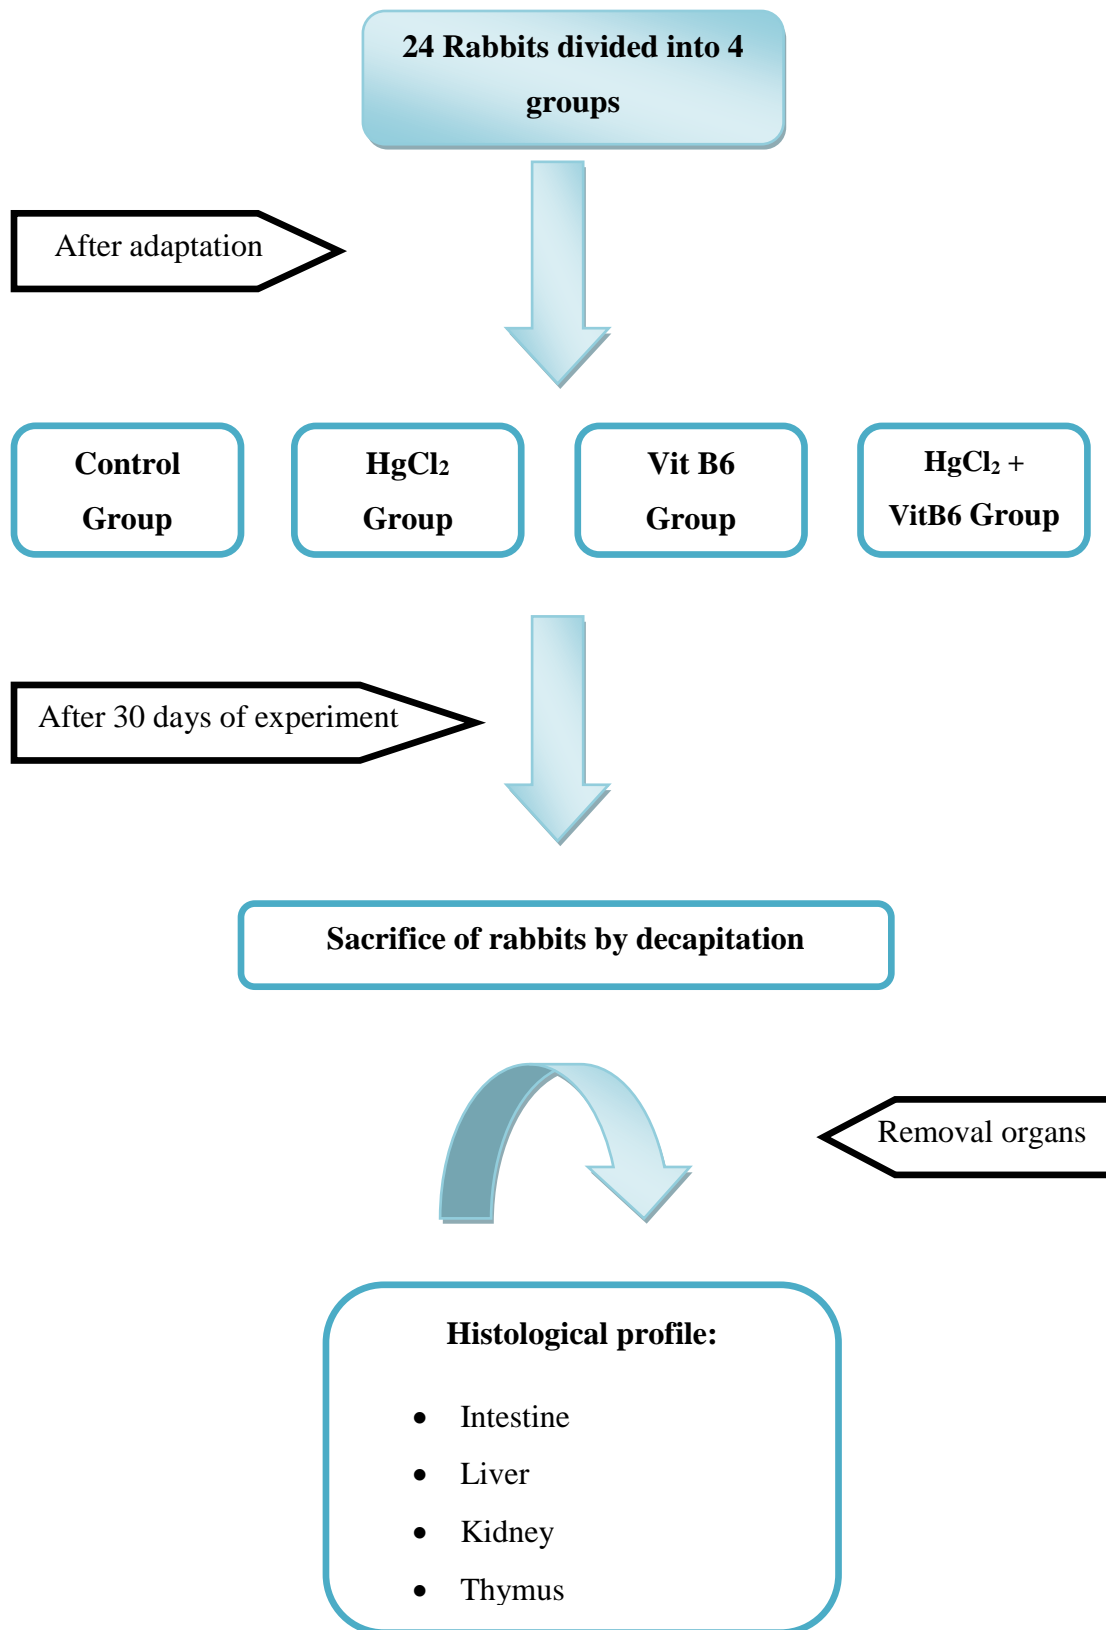 24 Rabbits divided into 4
groups
After adaptation
Control
Group
HgCl₂
Group
Vit B6
Group
HgCl₂ +
VitB6 Group
After 30 days of experiment
Sacrifice of rabbits by decapitation
Removal organs
Histological profile:
• Intestine
• Liver
• Kidney
• Thymus